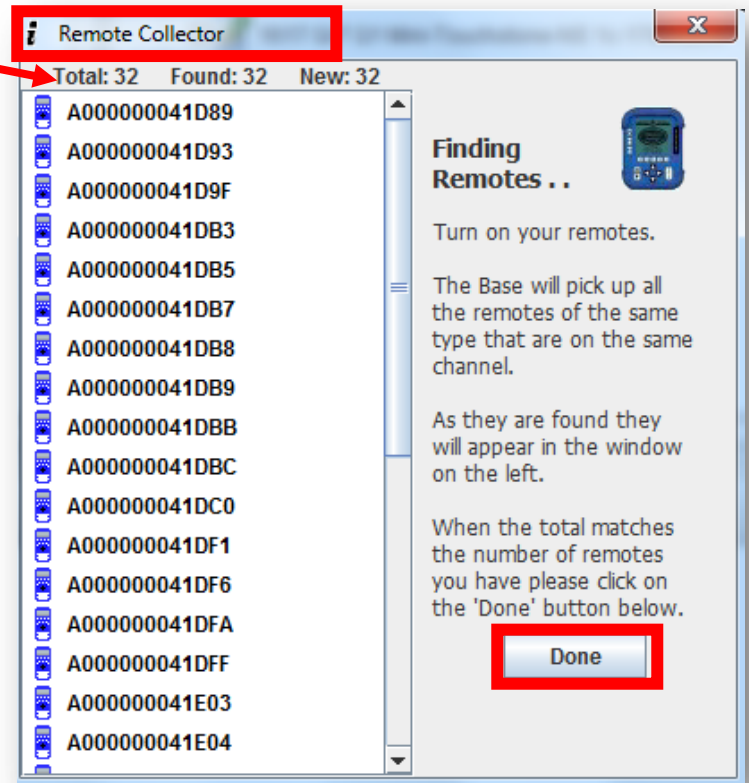 Remote Collector
Total: 32 Found: 32 New: 32
A000000041D89
A000000041D93
A000000041D9F
A000000041DB3
A000000041DB5
A000000041DB7
A000000041DB8
A000000041DB9
A000000041DBB
A000000041DBC
A000000041DC0
A000000041DF1
A000000041DF6
A000000041DFA
A000000041DFF
A000000041E03
A000000041E04
Finding
Remotes . .
Turn on your remotes.
The Base will pick up all
the remotes of the same
type that are on the same
channel.
As they are found they
will appear in the window
on the left.
When the total matches
the number of remotes
you have please click on
the 'Done' button below.
Done